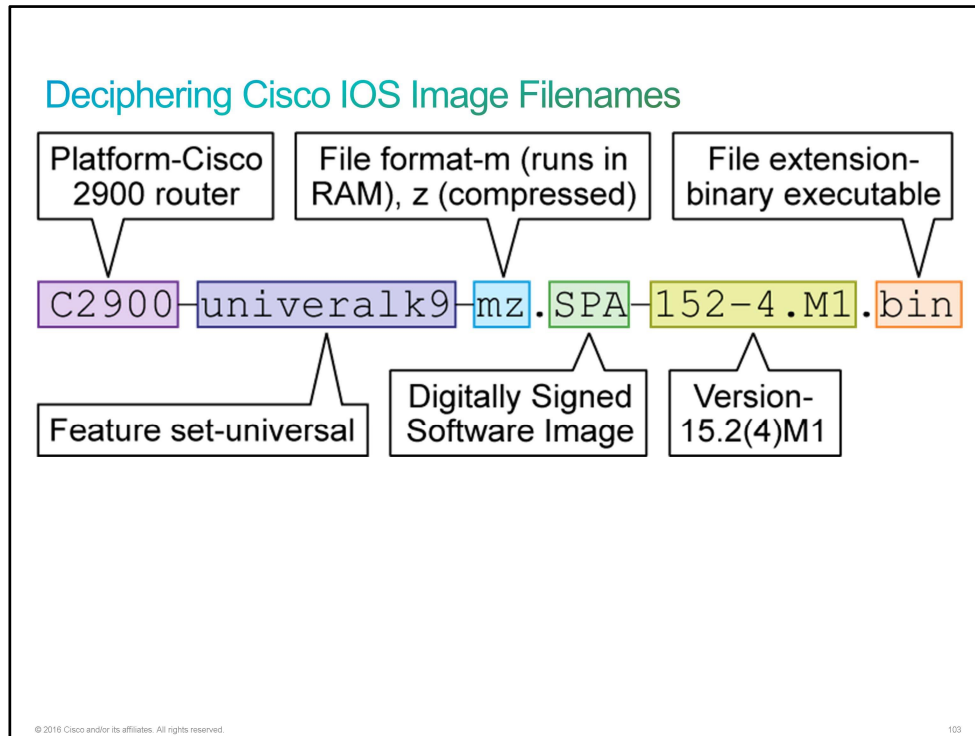 Deciphering Cisco IOS Image Filenames
Platform-Cisco
2900 router
File format-m (runs in
RAM), z (compressed)
File extension-
binary executable
C2900-univeralk9-mz.SPA-152-4.M1.bin
Feature set-universal
Digitally Signed
Software Image
Version-
15.2(4)M1
© 2016 Cisco and/or its affiliates. All rights reserved.
103